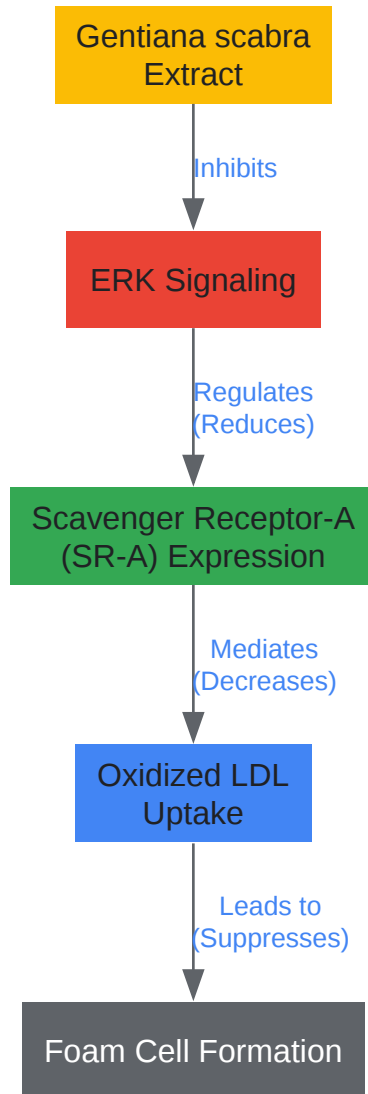 Gentiana scabra
Extract
Inhibits
ERK Signaling
Regulates
(Reduces)
Scavenger Receptor-A
(SR-A) Expression
Mediates
(Decreases)
Oxidized LDL
Uptake
Leads to
(Suppresses)
Foam Cell Formation